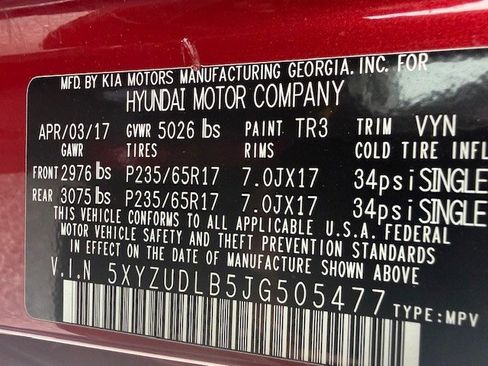 MFD. BY KIA MOTORS MANUFACTURING GEORGIA. INC. FOR
HYUNDAI MOTOR COMPANY
APR/03/17 GVWR 5026 lbs PAINT TR3 TRIM VYN
GAWR TIRES RIMS COLD TIRE INFL
FRONT 2976 lbs P235/65R17 7.0JX17 34psi SINGLE
REAR 3075 lbs P235/65R17 7.0JX17 34psi SINGLE
THIS VEHICLE CONFORMS TO ALL APPLICABLE U.S.A. FEDERAL
MOTOR VEHICLE SAFETY AND THEFT PREVENTION STANDARDS
IN EFFECT ON THE DATE OF MANUFACTURE SHOWN ABOVE
V.I.N 5XYZUDLB5JG505477 TYPE: MPV